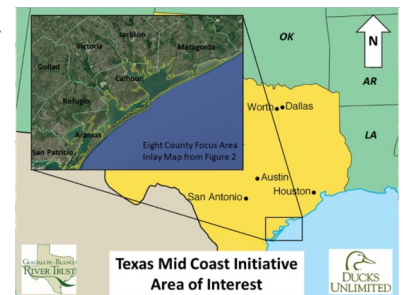 Jackson
Victoria
Matagorda
Goliad
Calhoun
Refugio
Aransas
San Patricio
Eight County Focus Area
Inlay Map from Figure 2
OK
N
AR
LA
Worth Dallas
Austin
San Antonio
Houston
GUADALUPE-BLANCO
RIVER TRUST
Texas Mid Coast Initiative
Area of Interest
DUCKS
UNLIMITED